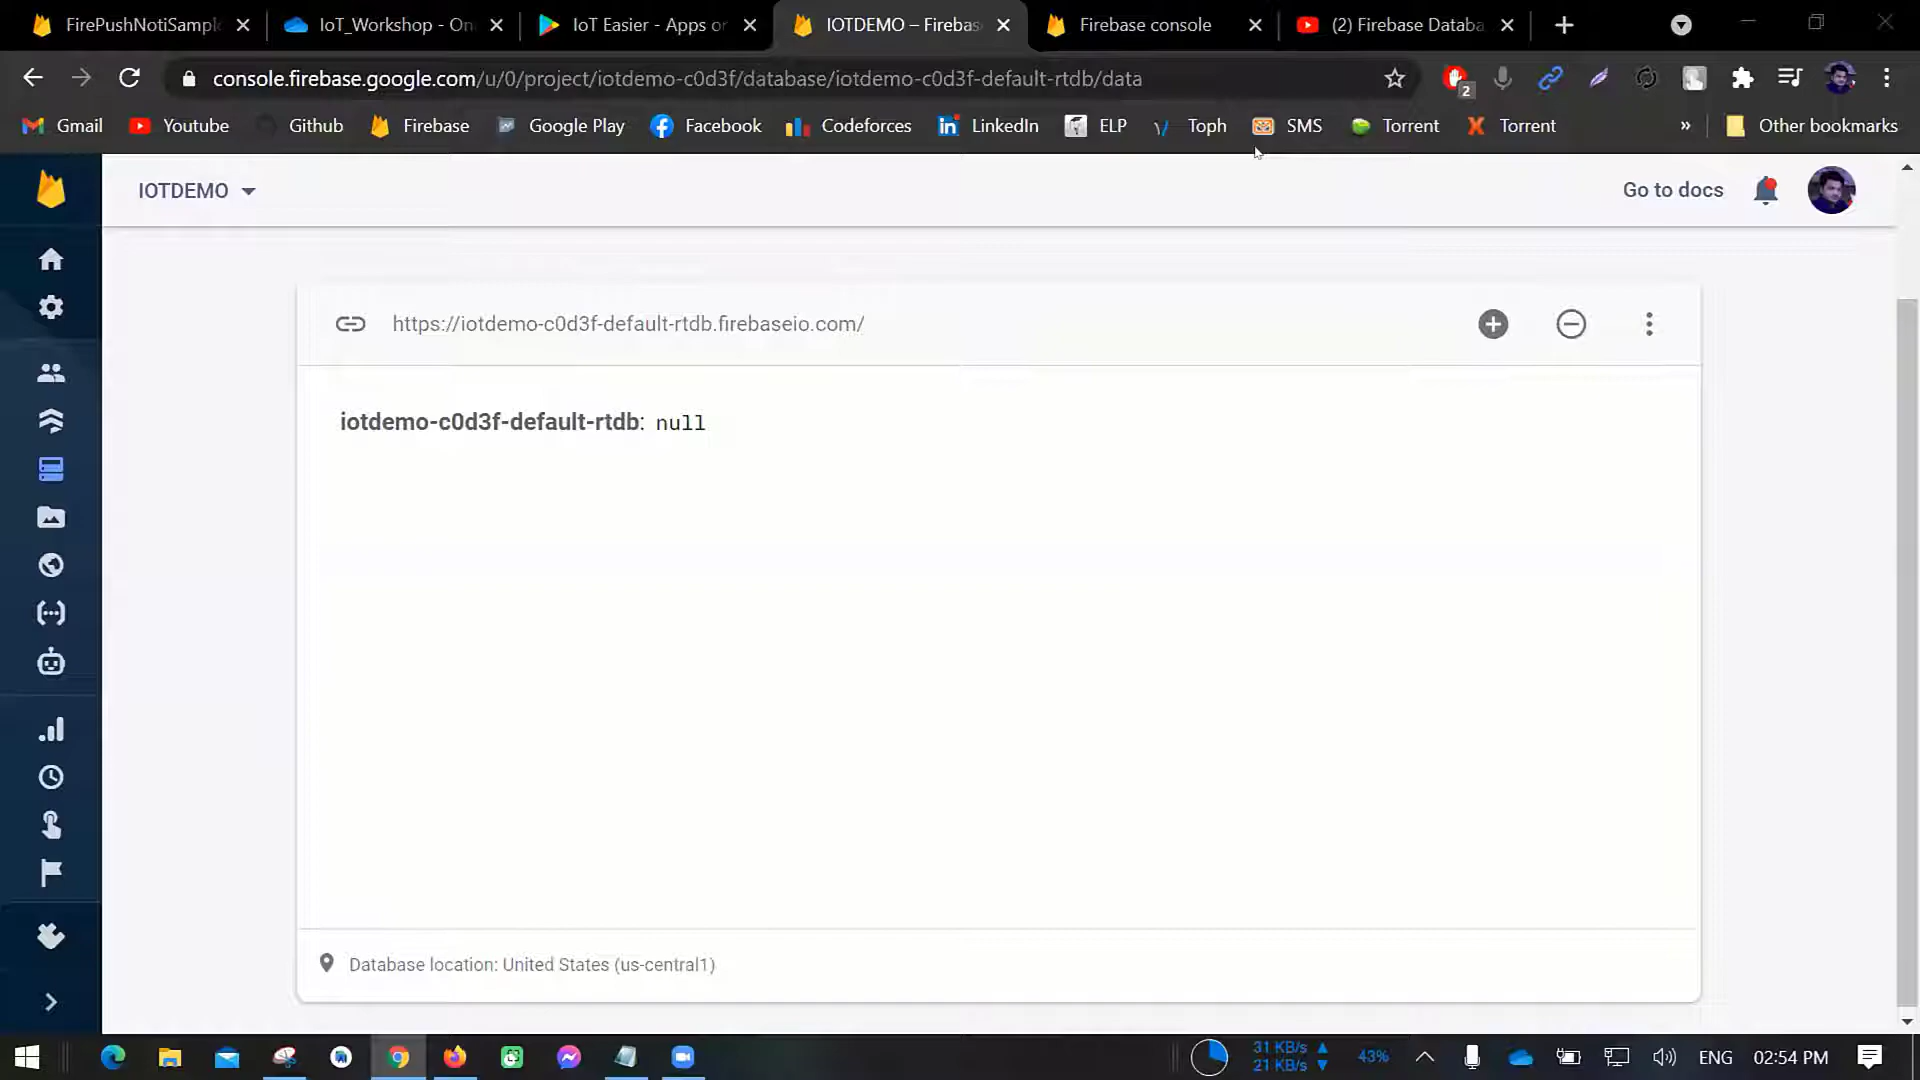 FirePushNotiSampl
IoT_Workshop - On
IoT Easier - Apps on
IOTDEMO – Firebas
Firebase console
(2) Firebase Databa
console.firebase.google.com/u/0/project/iotdemo-c0d3f/database/iotdemo-c0d3f-default-rtdb/data
2
Gmail Youtube Github Firebase Google Play Facebook Codeforces LinkedIn ELP Toph SMS Torrent Torrent » Other bookmarks
IOTDEMO
Go to docs
https://iotdemo-c0d3f-default-rtdb.firebaseio.com/
iotdemo-c0d3f-default-rtdb: null
Database location: United States (us-central1)
31 KB/s
21 KB/s
43%
ENG
02:54 PM